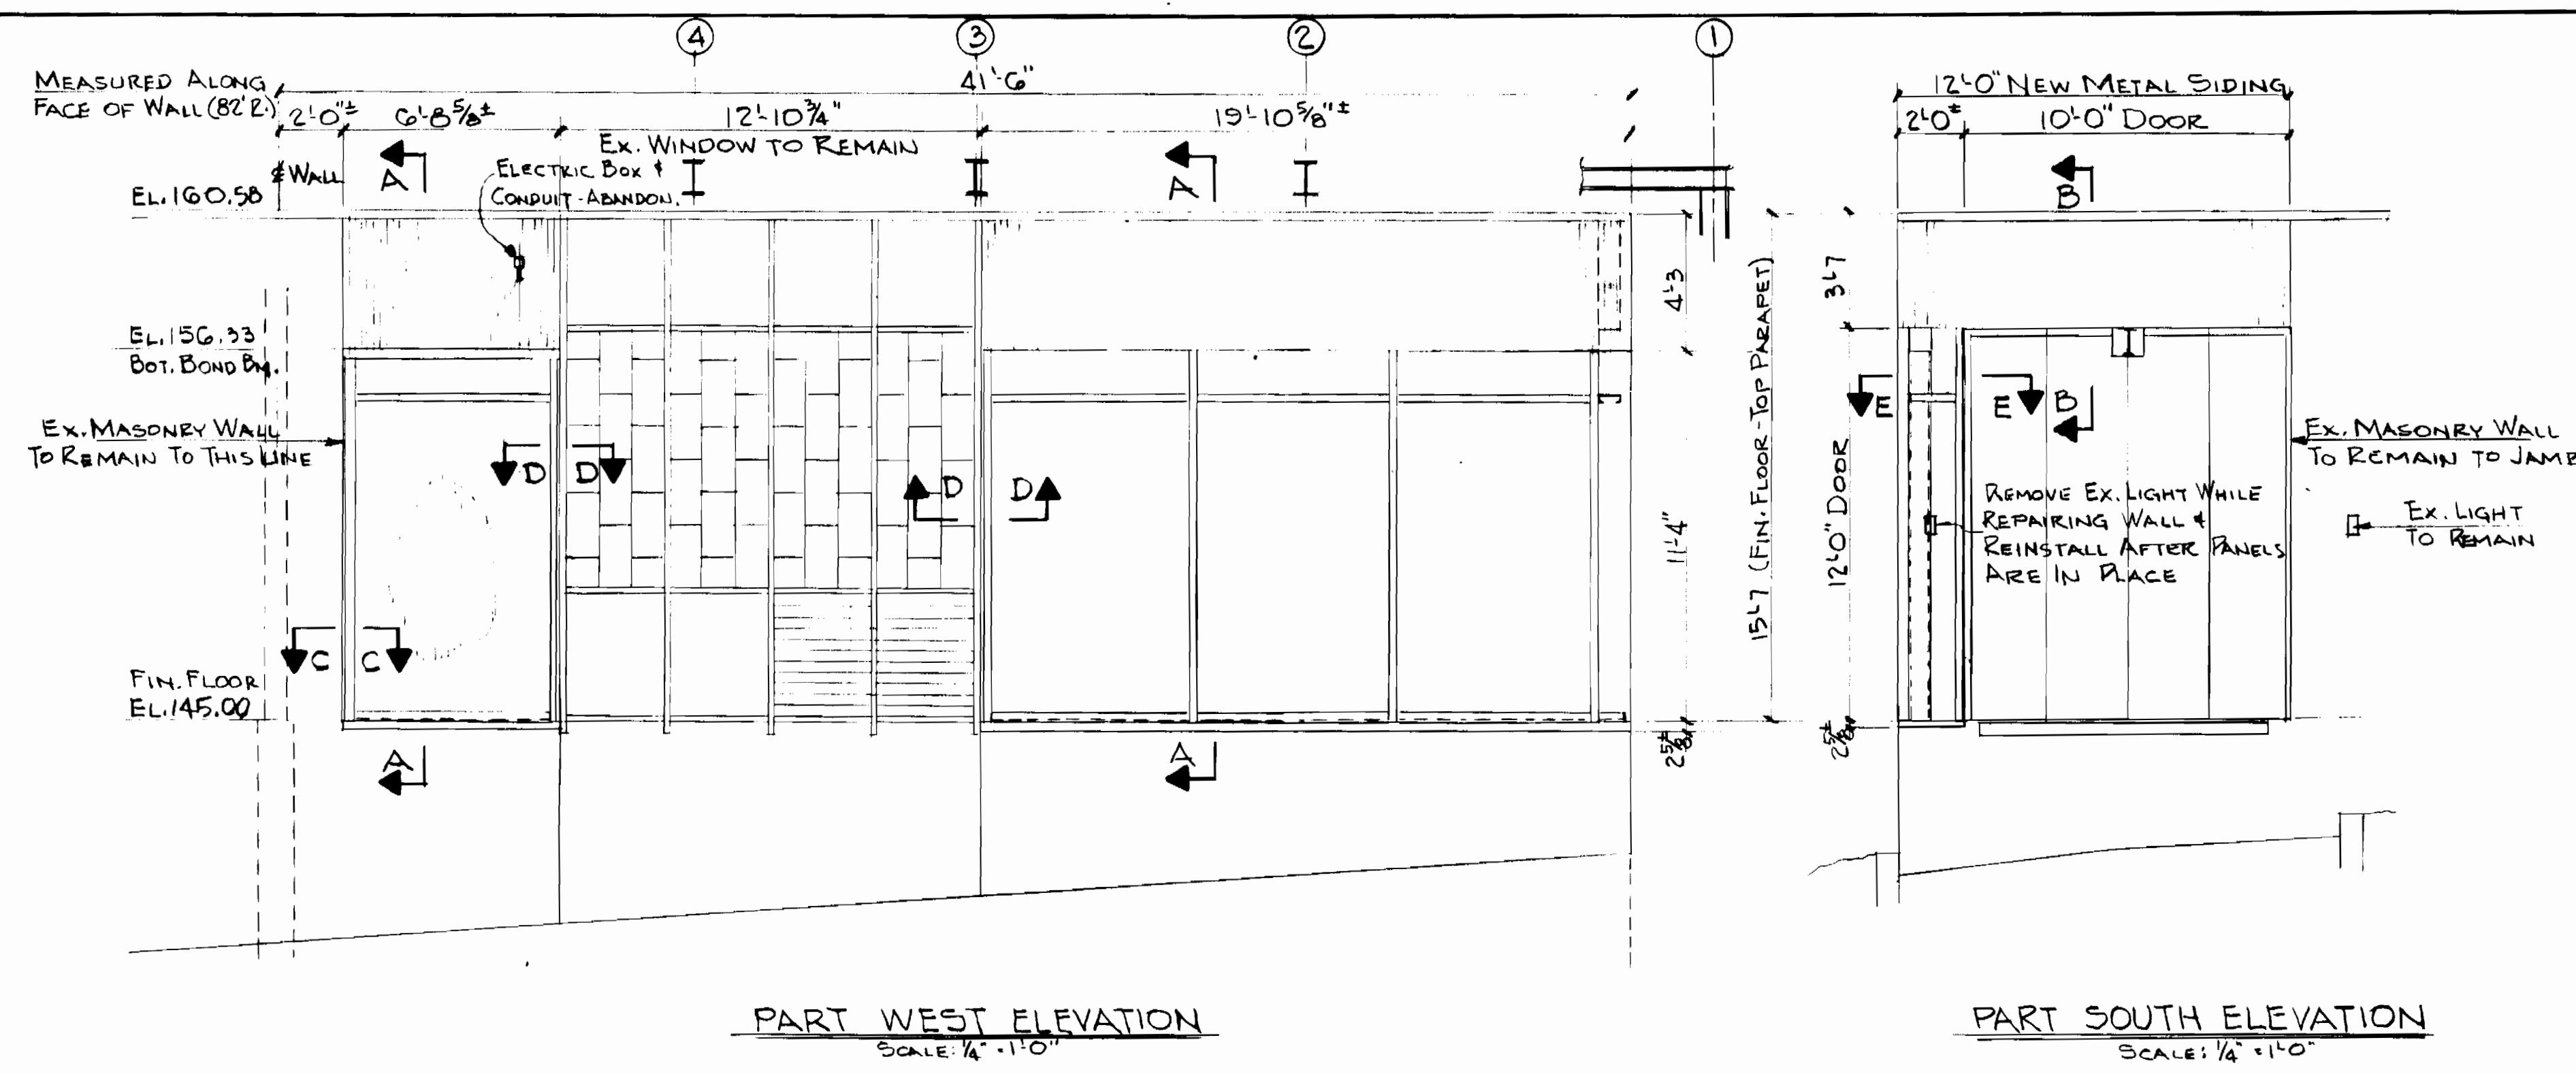 4 3 2 1
MEASURED ALONG
FACE OF WALL (82'R.)
41'-6"
2'-0"± 6'-8 5/8± 12'-10 3/4" 19'-10 5/8"±
EX. WINDOW TO REMAIN
ELECTRIC BOX &
CONDUIT-ABANDON.
℄ WALL
A A
EL.160.58
EL.156.33
BOT. BOND BM.
EX. MASONRY WALL
TO REMAIN TO THIS LINE
D D D D
C C
FIN. FLOOR
EL.145.00
A A
4'-3
11'-4"
2 5/8±
15'-7 (FIN. FLOOR-TOP PARAPET)
PART WEST ELEVATION
SCALE: 1/4" = 1'-0"
12'-0" NEW METAL SIDING
2'-0± 10'-0" DOOR
B
3'-7
12'-0" DOOR
2 5/8±
E E B
EX. MASONRY WALL
TO REMAIN TO JAMB
REMOVE EX. LIGHT WHILE
REPAIRING WALL &
REINSTALL AFTER PANELS
ARE IN PLACE
EX. LIGHT
TO REMAIN
PART SOUTH ELEVATION
SCALE: 1/4" = 1'-0"